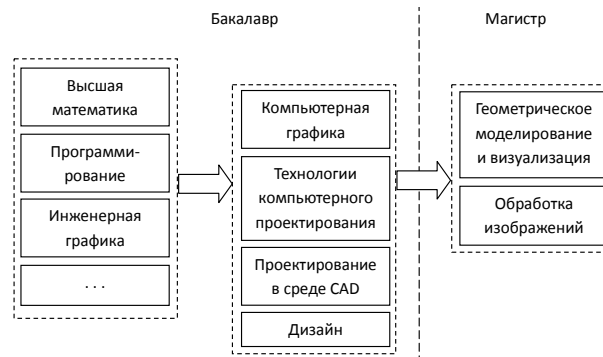 Бакалавр
Магистр
Высшая
математика
Программи-
рование
Инженерная
графика
. . .
Компьютерная
графика
Технологии
компьютерного
проектирования
Проектирование
в среде CAD
Дизайн
Геометрическое
моделирование
и визуализация
Обработка
изображений